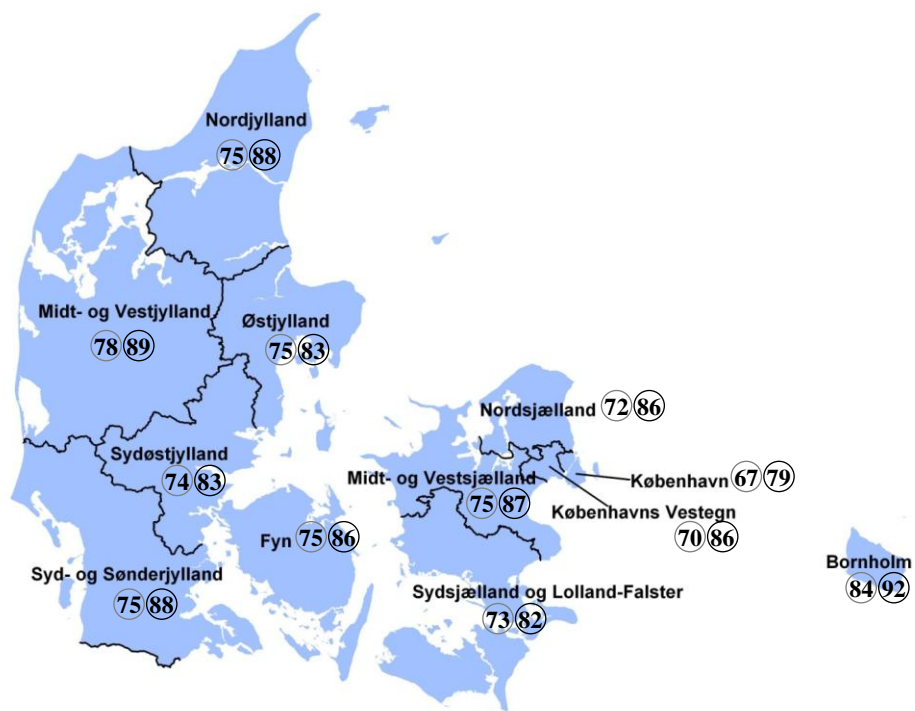 Nordjylland
75 88
Midt- og Vestjylland
78 89
Østjylland
75 83
Nordsjælland 72 86
Sydøstjylland
74 83
Midt- og Vestsjælland
75 87
København 67 79
Københavns Vestegn
70 86
Fyn 75 86
Syd- og Sønderjylland
75 88
Sydsjælland og Lolland-Falster
73 82
Bornholm
84 92